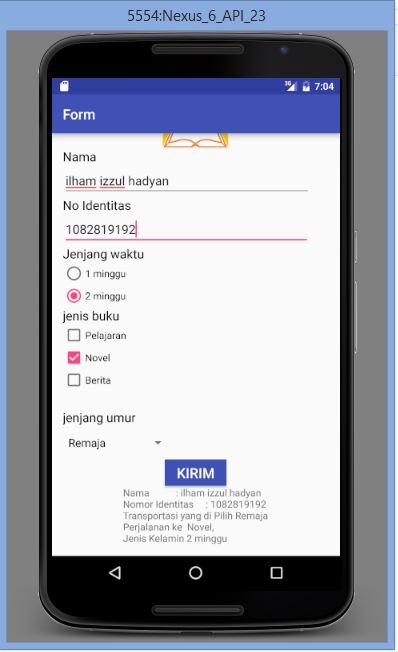 5554:Nexus_6_API_23
3G 7:04
Form
Nama
ilham izzul hadyan
No Identitas
1082819192
Jenjang waktu
1 minggu
2 minggu
jenis buku
Pelajaran
Novel
Berita
jenjang umur
Remaja
KIRIM
Nama : ilham izzul hadyan
Nomor Identitas : 1082819192
Transportasi yang di Pilih Remaja
Perjalanan ke Novel,
Jenis Kelamin 2 minggu